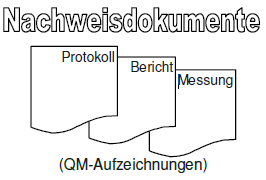 Nachweisdokumente
Protokoll
Bericht
Messung
(QM-Aufzeichnungen)